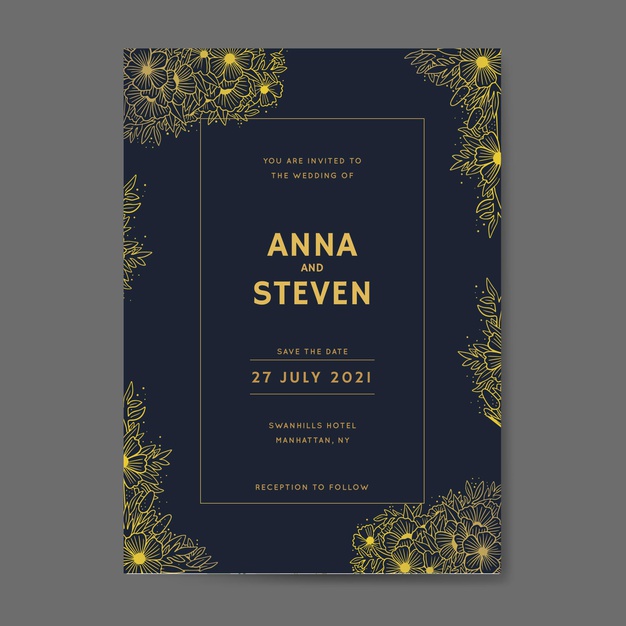 YOU ARE INVITED TO
THE WEDDING OF
ANNA
AND
STEVEN
SAVE THE DATE
27 JULY 2021
SWANHILLS HOTEL
MANHATTAN, NY
RECEPTION TO FOLLOW